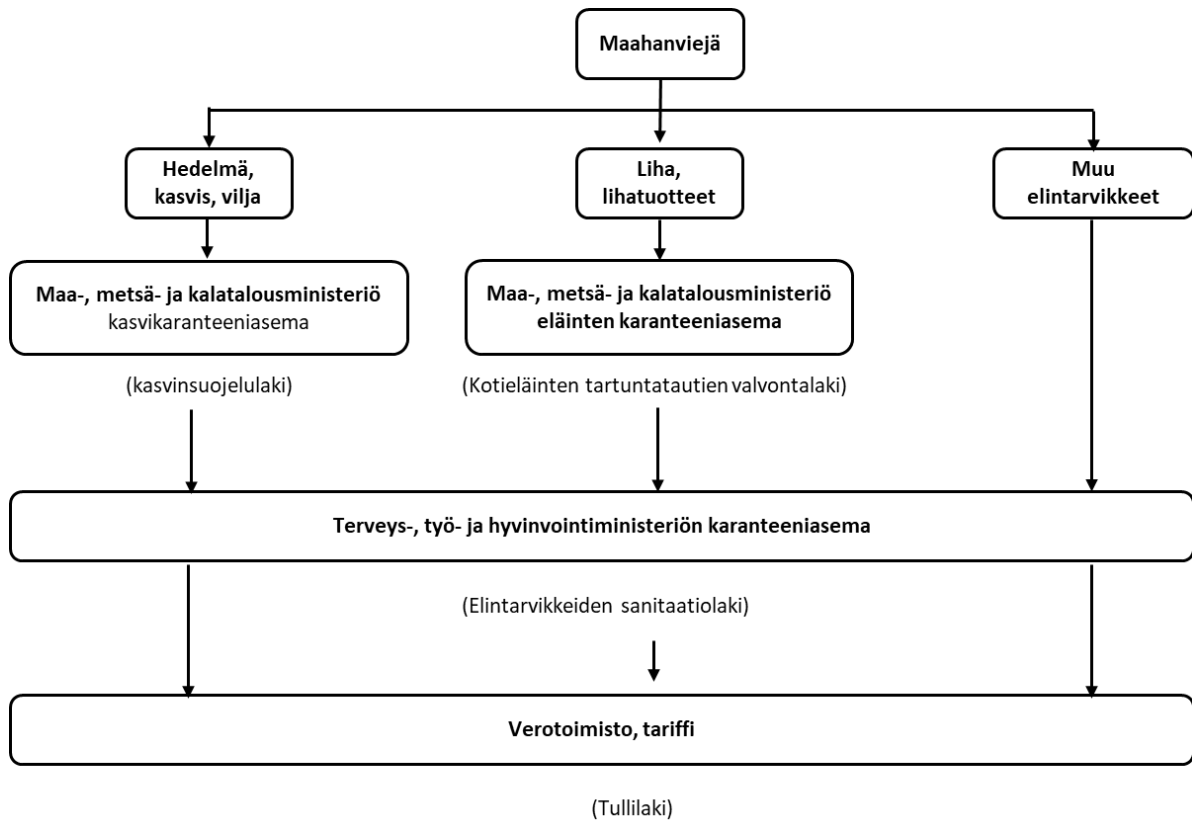 Maahanviejä
Hedelmä,
kasvis, vilja
Liha,
lihatuotteet
Muu
elintarvikkeet
Maa-, metsä- ja kalatalousministeriö
kasvikaranteeniasema
Maa-, metsä- ja kalatalousministeriö
eläinten karanteeniasema
(kasvinsuojelulaki)
(Kotieläinten tartuntatautien valvontalaki)
Terveys-, työ- ja hyvinvointiministeriön karanteeniasema
(Elintarvikkeiden sanitaatiolaki)
Verotoimisto, tariffi
(Tullilaki)